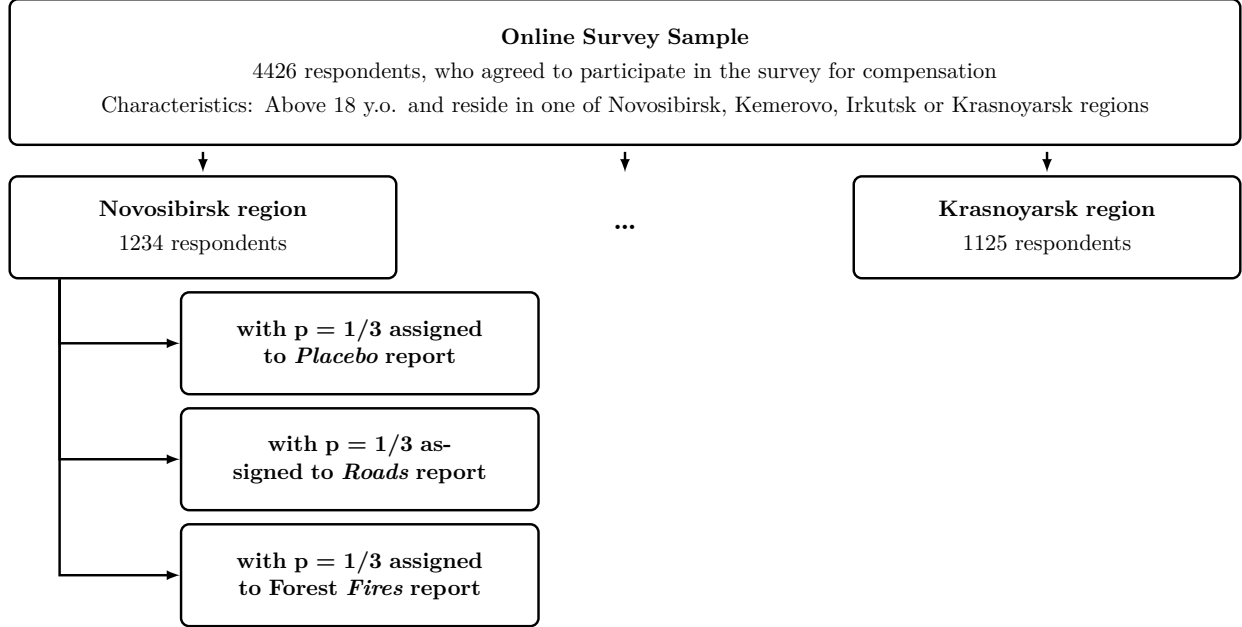 Online Survey Sample
4426 respondents, who agreed to participate in the survey for compensation
Characteristics: Above 18 y.o. and reside in one of Novosibirsk, Kemerovo, Irkutsk or Krasnoyarsk regions
Novosibirsk region
1234 respondents
...
Krasnoyarsk region
1125 respondents
with p = 1/3 assigned
to Placebo report
with p = 1/3 as-
signed to Roads report
with p = 1/3 assigned
to Forest Fires report